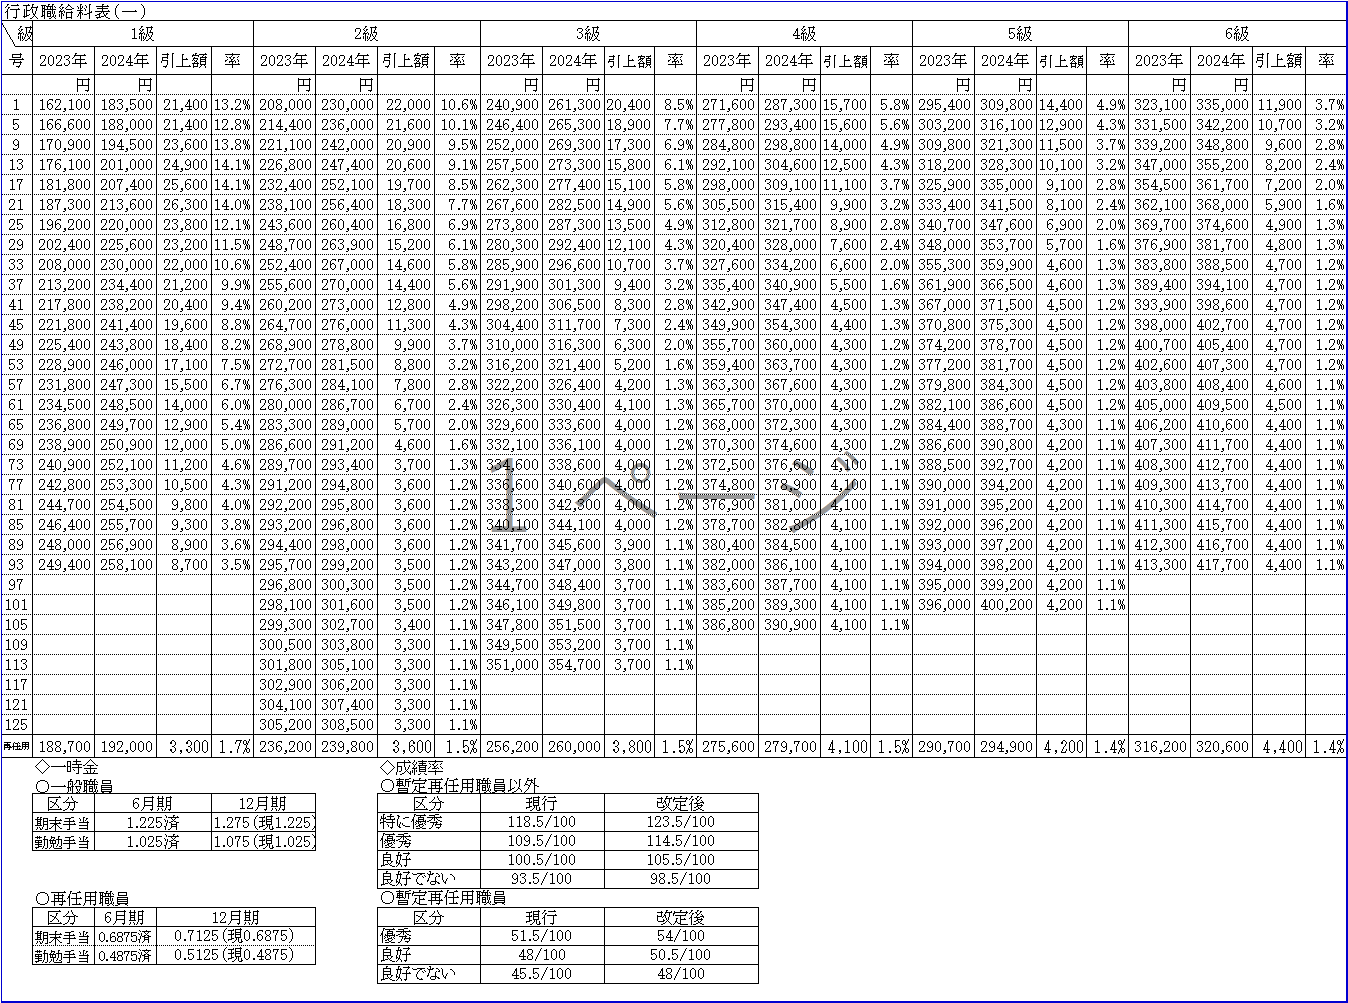 行政職給料表(一)
級 1級 2級 3級 4級 5級 6級
号 2023年 2024年 引上額 率 2023年 2024年 引上額 率 2023年 2024年 引上額 率 2023年 2024年 引上額 率 2023年 2024年 引上額 率 2023年 2024年 引上額 率
円 円 円 円 円 円 円 円 円 円 円 円
1 162,100 183,500 21,400 13.2% 208,000 230,000 22,000 10.6% 240,900 261,300 20,400 8.5% 271,600 287,300 15,700 5.8% 295,400 309,800 14,400 4.9% 323,100 335,000 11,900 3.7%
5 166,600 188,000 21,400 12.8% 214,400 236,000 21,600 10.1% 246,400 265,300 18,900 7.7% 277,800 293,400 15,600 5.6% 303,200 316,100 12,900 4.3% 331,500 342,200 10,700 3.2%
9 170,900 194,500 23,600 13.8% 221,100 242,000 20,900 9.5% 252,000 269,300 17,300 6.9% 284,800 298,800 14,000 4.9% 309,800 321,300 11,500 3.7% 339,200 348,800 9,600 2.8%
13 176,100 201,000 24,900 14.1% 226,800 247,400 20,600 9.1% 257,500 273,300 15,800 6.1% 292,100 304,600 12,500 4.3% 318,200 328,300 10,100 3.2% 347,000 355,200 8,200 2.4%
17 181,800 207,400 25,600 14.1% 232,400 252,100 19,700 8.5% 262,300 277,400 15,100 5.8% 298,000 309,100 11,100 3.7% 325,900 335,000 9,100 2.8% 354,500 361,700 7,200 2.0%
21 187,300 213,600 26,300 14.0% 238,100 256,400 18,300 7.7% 267,600 282,500 14,900 5.6% 305,500 315,400 9,900 3.2% 333,400 341,500 8,100 2.4% 362,100 368,000 5,900 1.6%
25 196,200 220,000 23,800 12.1% 243,600 260,400 16,800 6.9% 273,800 287,300 13,500 4.9% 312,800 321,700 8,900 2.8% 340,700 347,600 6,900 2.0% 369,700 374,600 4,900 1.3%
29 202,400 225,600 23,200 11.5% 248,700 263,900 15,200 6.1% 280,300 292,400 12,100 4.3% 320,400 328,000 7,600 2.4% 348,000 353,700 5,700 1.6% 376,900 381,700 4,800 1.3%
33 208,000 230,000 22,000 10.6% 252,400 267,000 14,600 5.8% 285,900 296,600 10,700 3.7% 327,600 334,200 6,600 2.0% 355,300 359,900 4,600 1.3% 383,800 388,500 4,700 1.2%
37 213,200 234,400 21,200 9.9% 255,600 270,000 14,400 5.6% 291,900 301,300 9,400 3.2% 335,400 340,900 5,500 1.6% 361,900 366,500 4,600 1.3% 389,400 394,100 4,700 1.2%
41 217,800 238,200 20,400 9.4% 260,200 273,000 12,800 4.9% 298,200 306,500 8,300 2.8% 342,900 347,400 4,500 1.3% 367,000 371,500 4,500 1.2% 393,900 398,600 4,700 1.2%
45 221,800 241,400 19,600 8.8% 264,700 276,000 11,300 4.3% 304,400 311,700 7,300 2.4% 349,900 354,300 4,400 1.3% 370,800 375,300 4,500 1.2% 398,000 402,700 4,700 1.2%
49 225,400 243,800 18,400 8.2% 268,900 278,800 9,900 3.7% 310,000 316,300 6,300 2.0% 355,700 360,000 4,300 1.2% 374,200 378,700 4,500 1.2% 400,700 405,400 4,700 1.2%
53 228,900 246,000 17,100 7.5% 272,700 281,500 8,800 3.2% 316,200 321,400 5,200 1.6% 359,400 363,700 4,300 1.2% 377,200 381,700 4,500 1.2% 402,600 407,300 4,700 1.2%
57 231,800 247,300 15,500 6.7% 276,300 284,100 7,800 2.8% 322,200 326,400 4,200 1.3% 363,300 367,600 4,300 1.2% 379,800 384,300 4,500 1.2% 403,800 408,400 4,600 1.1%
61 234,500 248,500 14,000 6.0% 280,000 286,700 6,700 2.4% 326,300 330,400 4,100 1.3% 365,700 370,000 4,300 1.2% 382,100 386,600 4,500 1.2% 405,000 409,500 4,500 1.1%
65 236,800 249,700 12,900 5.4% 283,300 289,000 5,700 2.0% 329,600 333,600 4,000 1.2% 368,000 372,300 4,300 1.2% 384,400 388,700 4,300 1.1% 406,200 410,600 4,400 1.1%
69 238,900 250,900 12,000 5.0% 286,600 291,200 4,600 1.6% 332,100 336,100 4,000 1.2% 370,300 374,600 4,300 1.2% 386,600 390,800 4,200 1.1% 407,300 411,700 4,400 1.1%
73 240,900 252,100 11,200 4.6% 289,700 293,400 3,700 1.3% 338,600 1.2% 372,500 1.1% 388,500 392,700 4,200 1.1% 408,300 412,700 4,400 1.1%
77 242,800 253,300 10,500 4.3% 291,200 294,800 3,600 1.2% 1.2% 374,800 378,900 4,100 1.1% 390,000 394,200 4,200 1.1% 409,300 413,700 4,400 1.1%
81 244,700 254,500 9,800 4.0% 292,200 295,800 3,600 1.2% 1.2% 376,900 381,000 4,100 1.1% 391,000 395,200 4,200 1.1% 410,300 414,700 4,400 1.1%
85 246,400 255,700 9,300 3.8% 293,200 296,800 3,600 1.2% 344,100 4,000 1.2% 378,700 4,100 1.1% 392,000 396,200 4,200 1.1% 411,300 415,700 4,400 1.1%
89 248,000 256,900 8,900 3.6% 294,400 298,000 3,600 1.2% 341,700 345,600 3,900 1.1% 380,400 384,500 4,100 1.1% 393,000 397,200 4,200 1.1% 412,300 416,700 4,400 1.1%
93 249,400 258,100 8,700 3.5% 295,700 299,200 3,500 1.2% 343,200 347,000 3,800 1.1% 382,000 386,100 4,100 1.1% 394,000 398,200 4,200 1.1% 413,300 417,700 4,400 1.1%
97 296,800 300,300 3,500 1.2% 344,700 348,400 3,700 1.1% 383,600 387,700 4,100 1.1% 395,000 399,200 4,200 1.1%
101 298,100 301,600 3,500 1.2% 346,100 349,800 3,700 1.1% 385,200 389,300 4,100 1.1% 396,000 400,200 4,200 1.1%
105 299,300 302,700 3,400 1.1% 347,800 351,500 3,700 1.1% 386,800 390,900 4,100 1.1%
109 300,500 303,800 3,300 1.1% 349,500 353,200 3,700 1.1%
113 301,800 305,100 3,300 1.1% 351,000 354,700 3,700 1.1%
117 302,900 306,200 3,300 1.1%
121 304,100 307,400 3,300 1.1%
125 305,200 308,500 3,300 1.1%
再任用 188,700 192,000 3,300 1.7% 236,200 239,800 3,600 1.5% 256,200 260,000 3,800 1.5% 275,600 279,700 4,100 1.5% 290,700 294,900 4,200 1.4% 316,200 320,600 4,400 1.4%
1ページ
◇一時金
○一般職員
区分 6月期 12月期
期末手当 1.225済 1.275(現1.225)
勤勉手当 1.025済 1.075(現1.025)
○再任用職員
区分 6月期 12月期
期末手当 0.6875済 0.7125(現0.6875)
勤勉手当 0.4875済 0.5125(現0.4875)
◇成績率
○暫定再任用職員以外
区分 現行 改定後
特に優秀 118.5/100 123.5/100
優秀 109.5/100 114.5/100
良好 100.5/100 105.5/100
良好でない 93.5/100 98.5/100
○暫定再任用職員
区分 現行 改定後
優秀 51.5/100 54/100
良好 48/100 50.5/100
良好でない 45.5/100 48/100